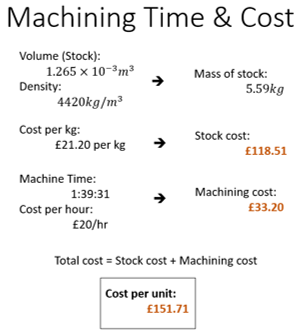 Machining Time & Cost
Volume (Stock):
1.265 × 10⁻³m³
Density:
4420kg/m³
Mass of stock:
5.59kg
Cost per kg:
£21.20 per kg
Stock cost:
£118.51
Machine Time:
1:39:31
Cost per hour:
£20/hr
Machining cost:
£33.20
Total cost = Stock cost + Machining cost
Cost per unit:
£151.71